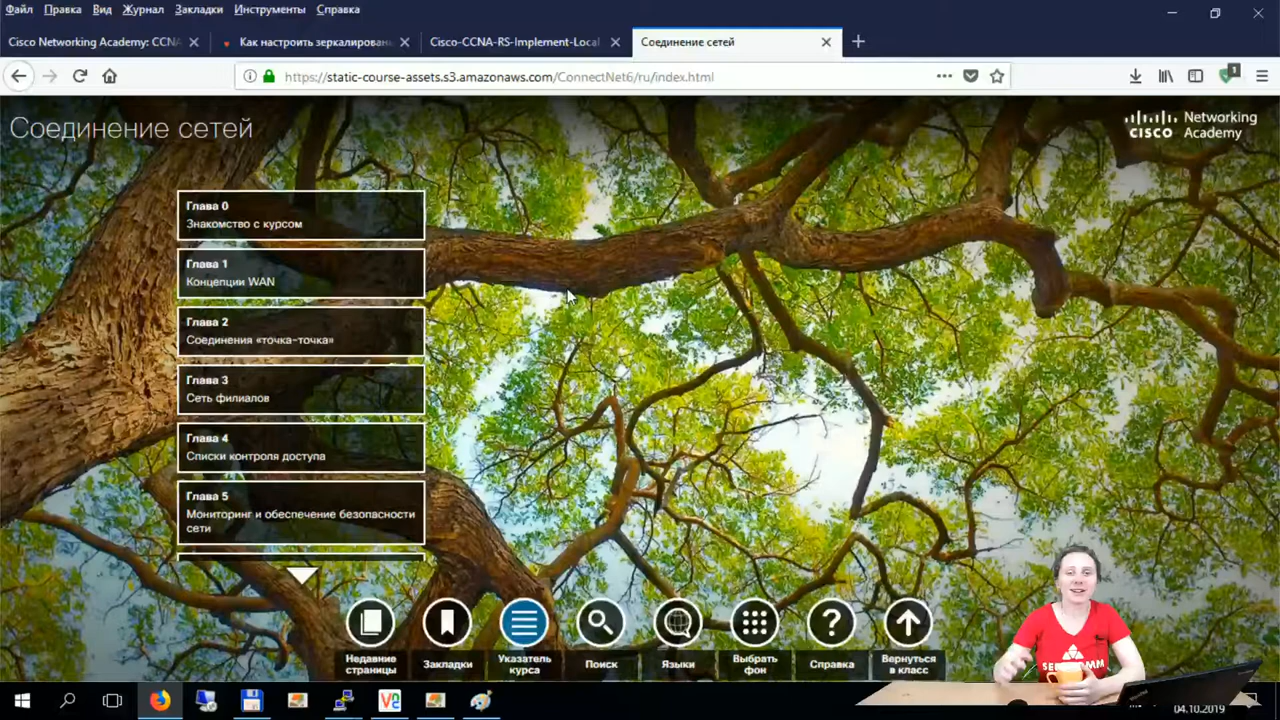 Файл Правка Вид Журнал Закладки Инструменты Справка
Cisco Networking Academy: CCNA
Как настроить зеркалирован
Cisco-CCNA-RS-Implement-Local
Соединение сетей
https://static-course-assets.s3.amazonaws.com/ConnectNet6/ru/index.html
1
Соединение сетей
CISCO
Networking
Academy
Глава 0
Знакомство с курсом
Глава 1
Концепции WAN
Глава 2
Соединения «точка-точка»
Глава 3
Сеть филиалов
Глава 4
Списки контроля доступа
Глава 5
Мониторинг и обеспечение безопасности
сети
Недавние
страницы
Закладки
Указатель
курса
Поиск
Языки
Выбрать
фон
?
Справка
Вернуться
в класс
04.10.2019